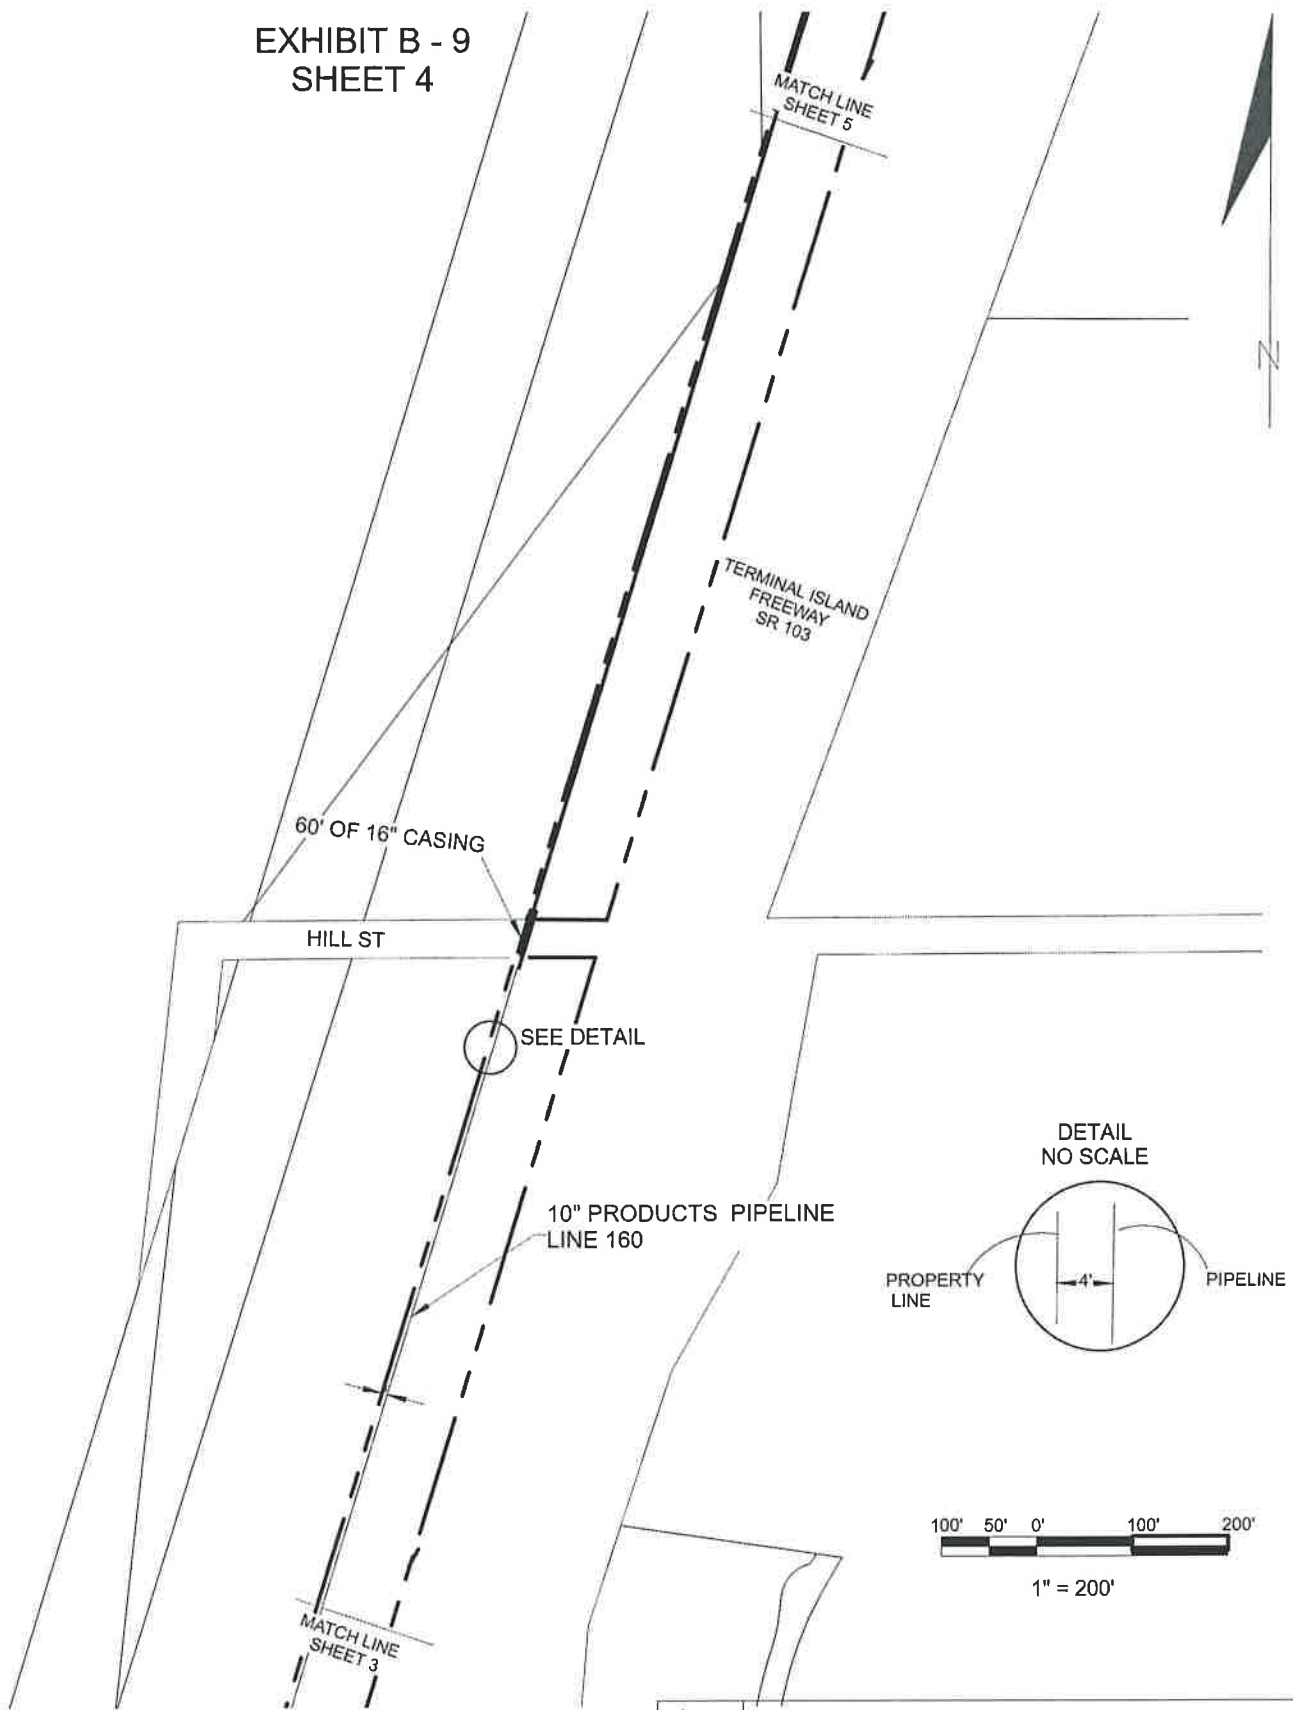 EXHIBIT B - 9
SHEET 4
MATCH LINE
SHEET 5
N
TERMINAL ISLAND
FREEWAY
SR 103
60' OF 16" CASING
HILL ST
SEE DETAIL
DETAIL
NO SCALE
10" PRODUCTS PIPELINE
LINE 160
PROPERTY
LINE
4'
PIPELINE
100' 50' 0' 100' 200'
1" = 200'
MATCH LINE
SHEET 3